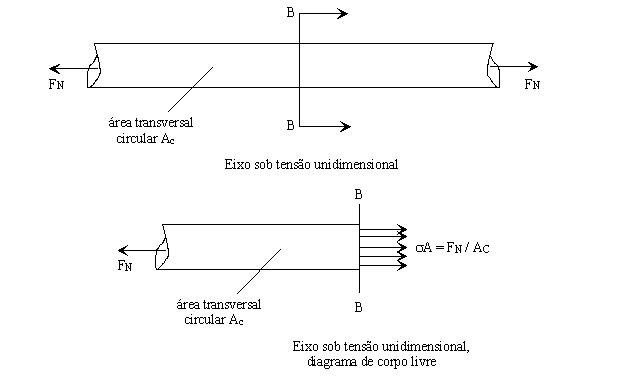 B
FN
FN
área transversal
circular Ac
B
Eixo sob tensão unidimensional
B
σA = FN / AC
FN
área transversal
circular Ac
B
Eixo sob tensão unidimensional,
diagrama de corpo livre